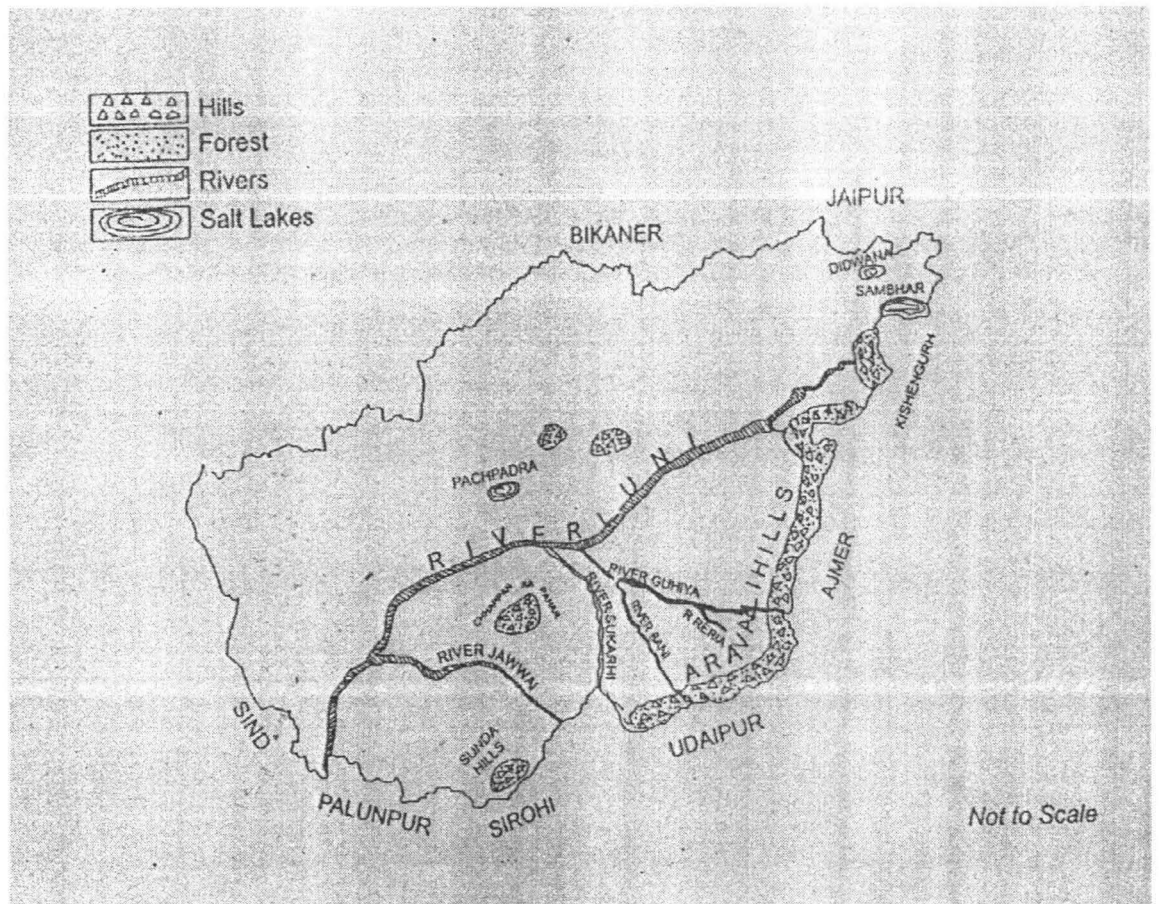 Hills
Forest
Rivers
Salt Lakes
JAIPUR
BIKANER
DIDWANA
SAMBHAR
KISHENGURH
PACHPADRA
RIVER LUNI
ARAVALI HILLS
AJMER
RIVER GUHIYA
R RERIA
RIVER BANI
RIVER SUKARHI
RIVER JAWWAI
SIND
SUNDA
HILLS
UDAIPUR
PALUNPUR
SIROHI
Not to Scale